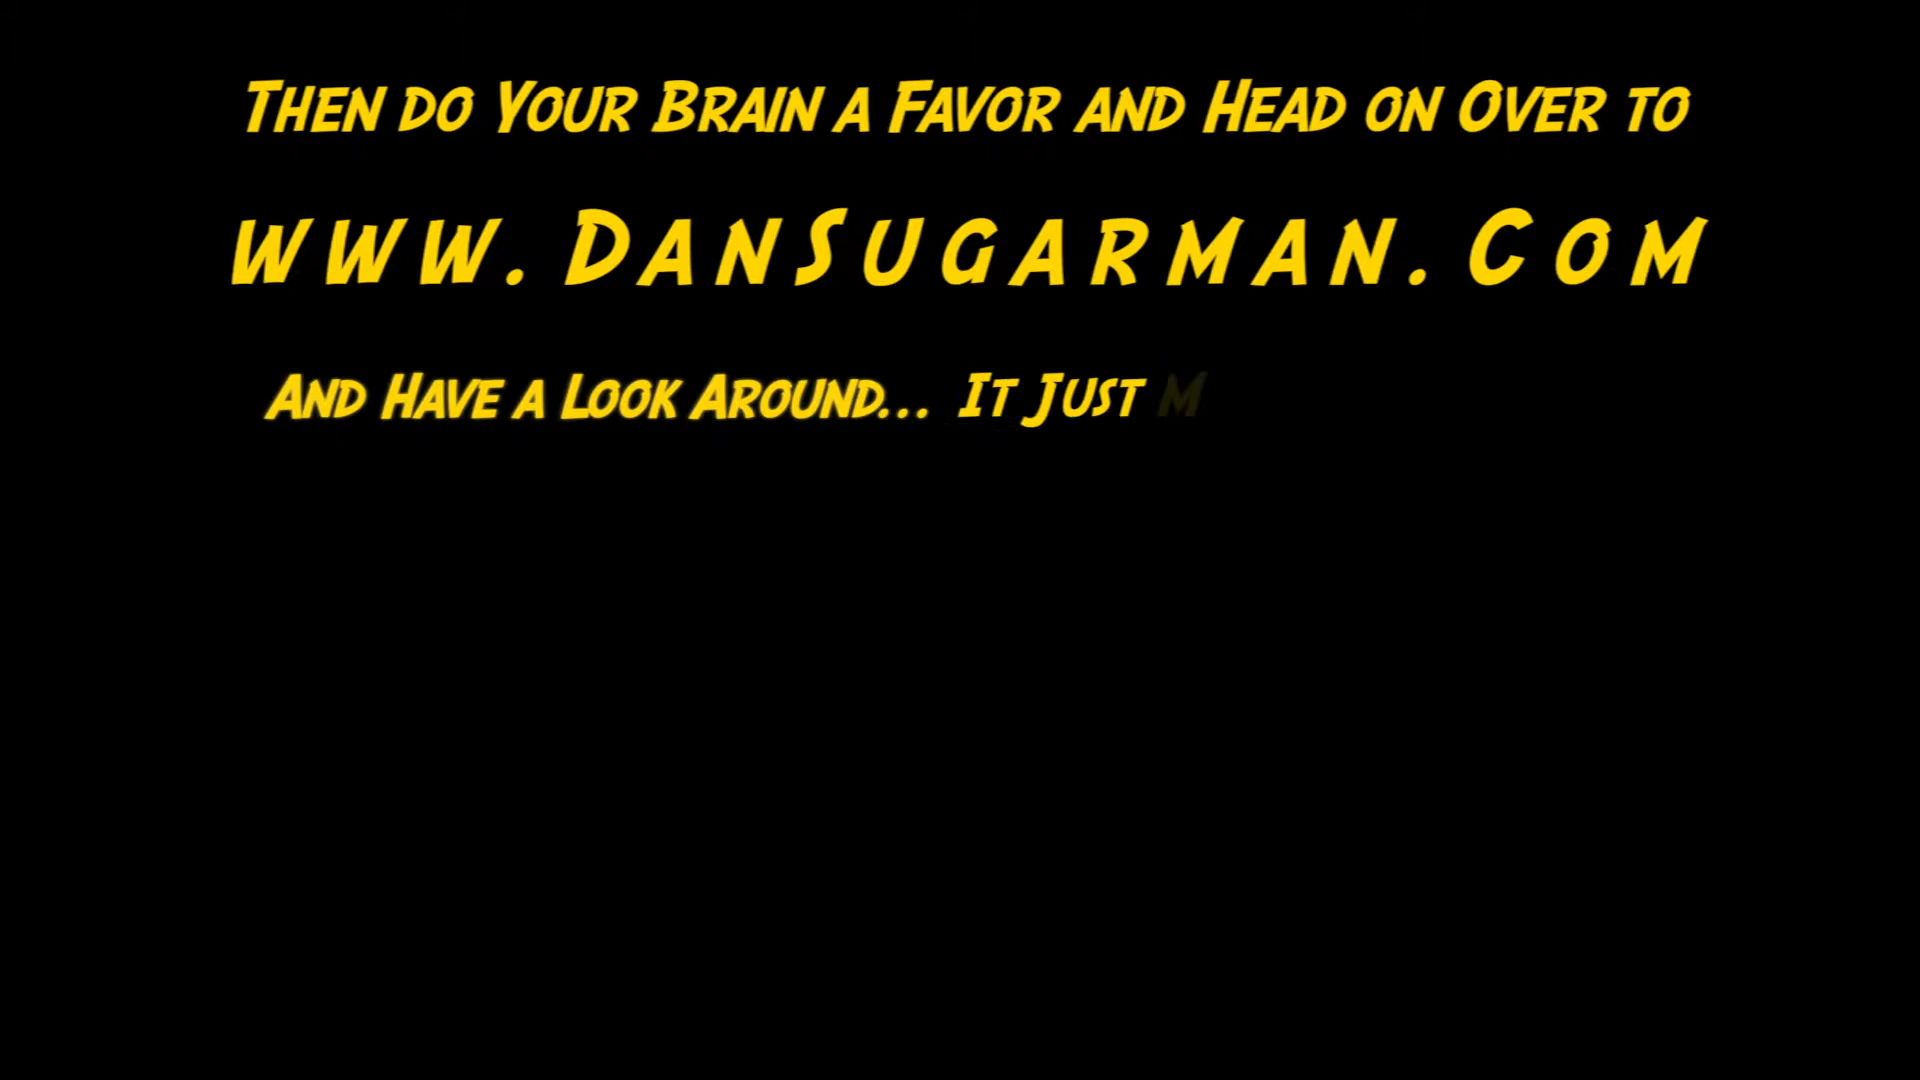 Then do Your Brain a Favor and Head on Over to
www.DanSugarman.Com
And Have a Look Around... It Just M